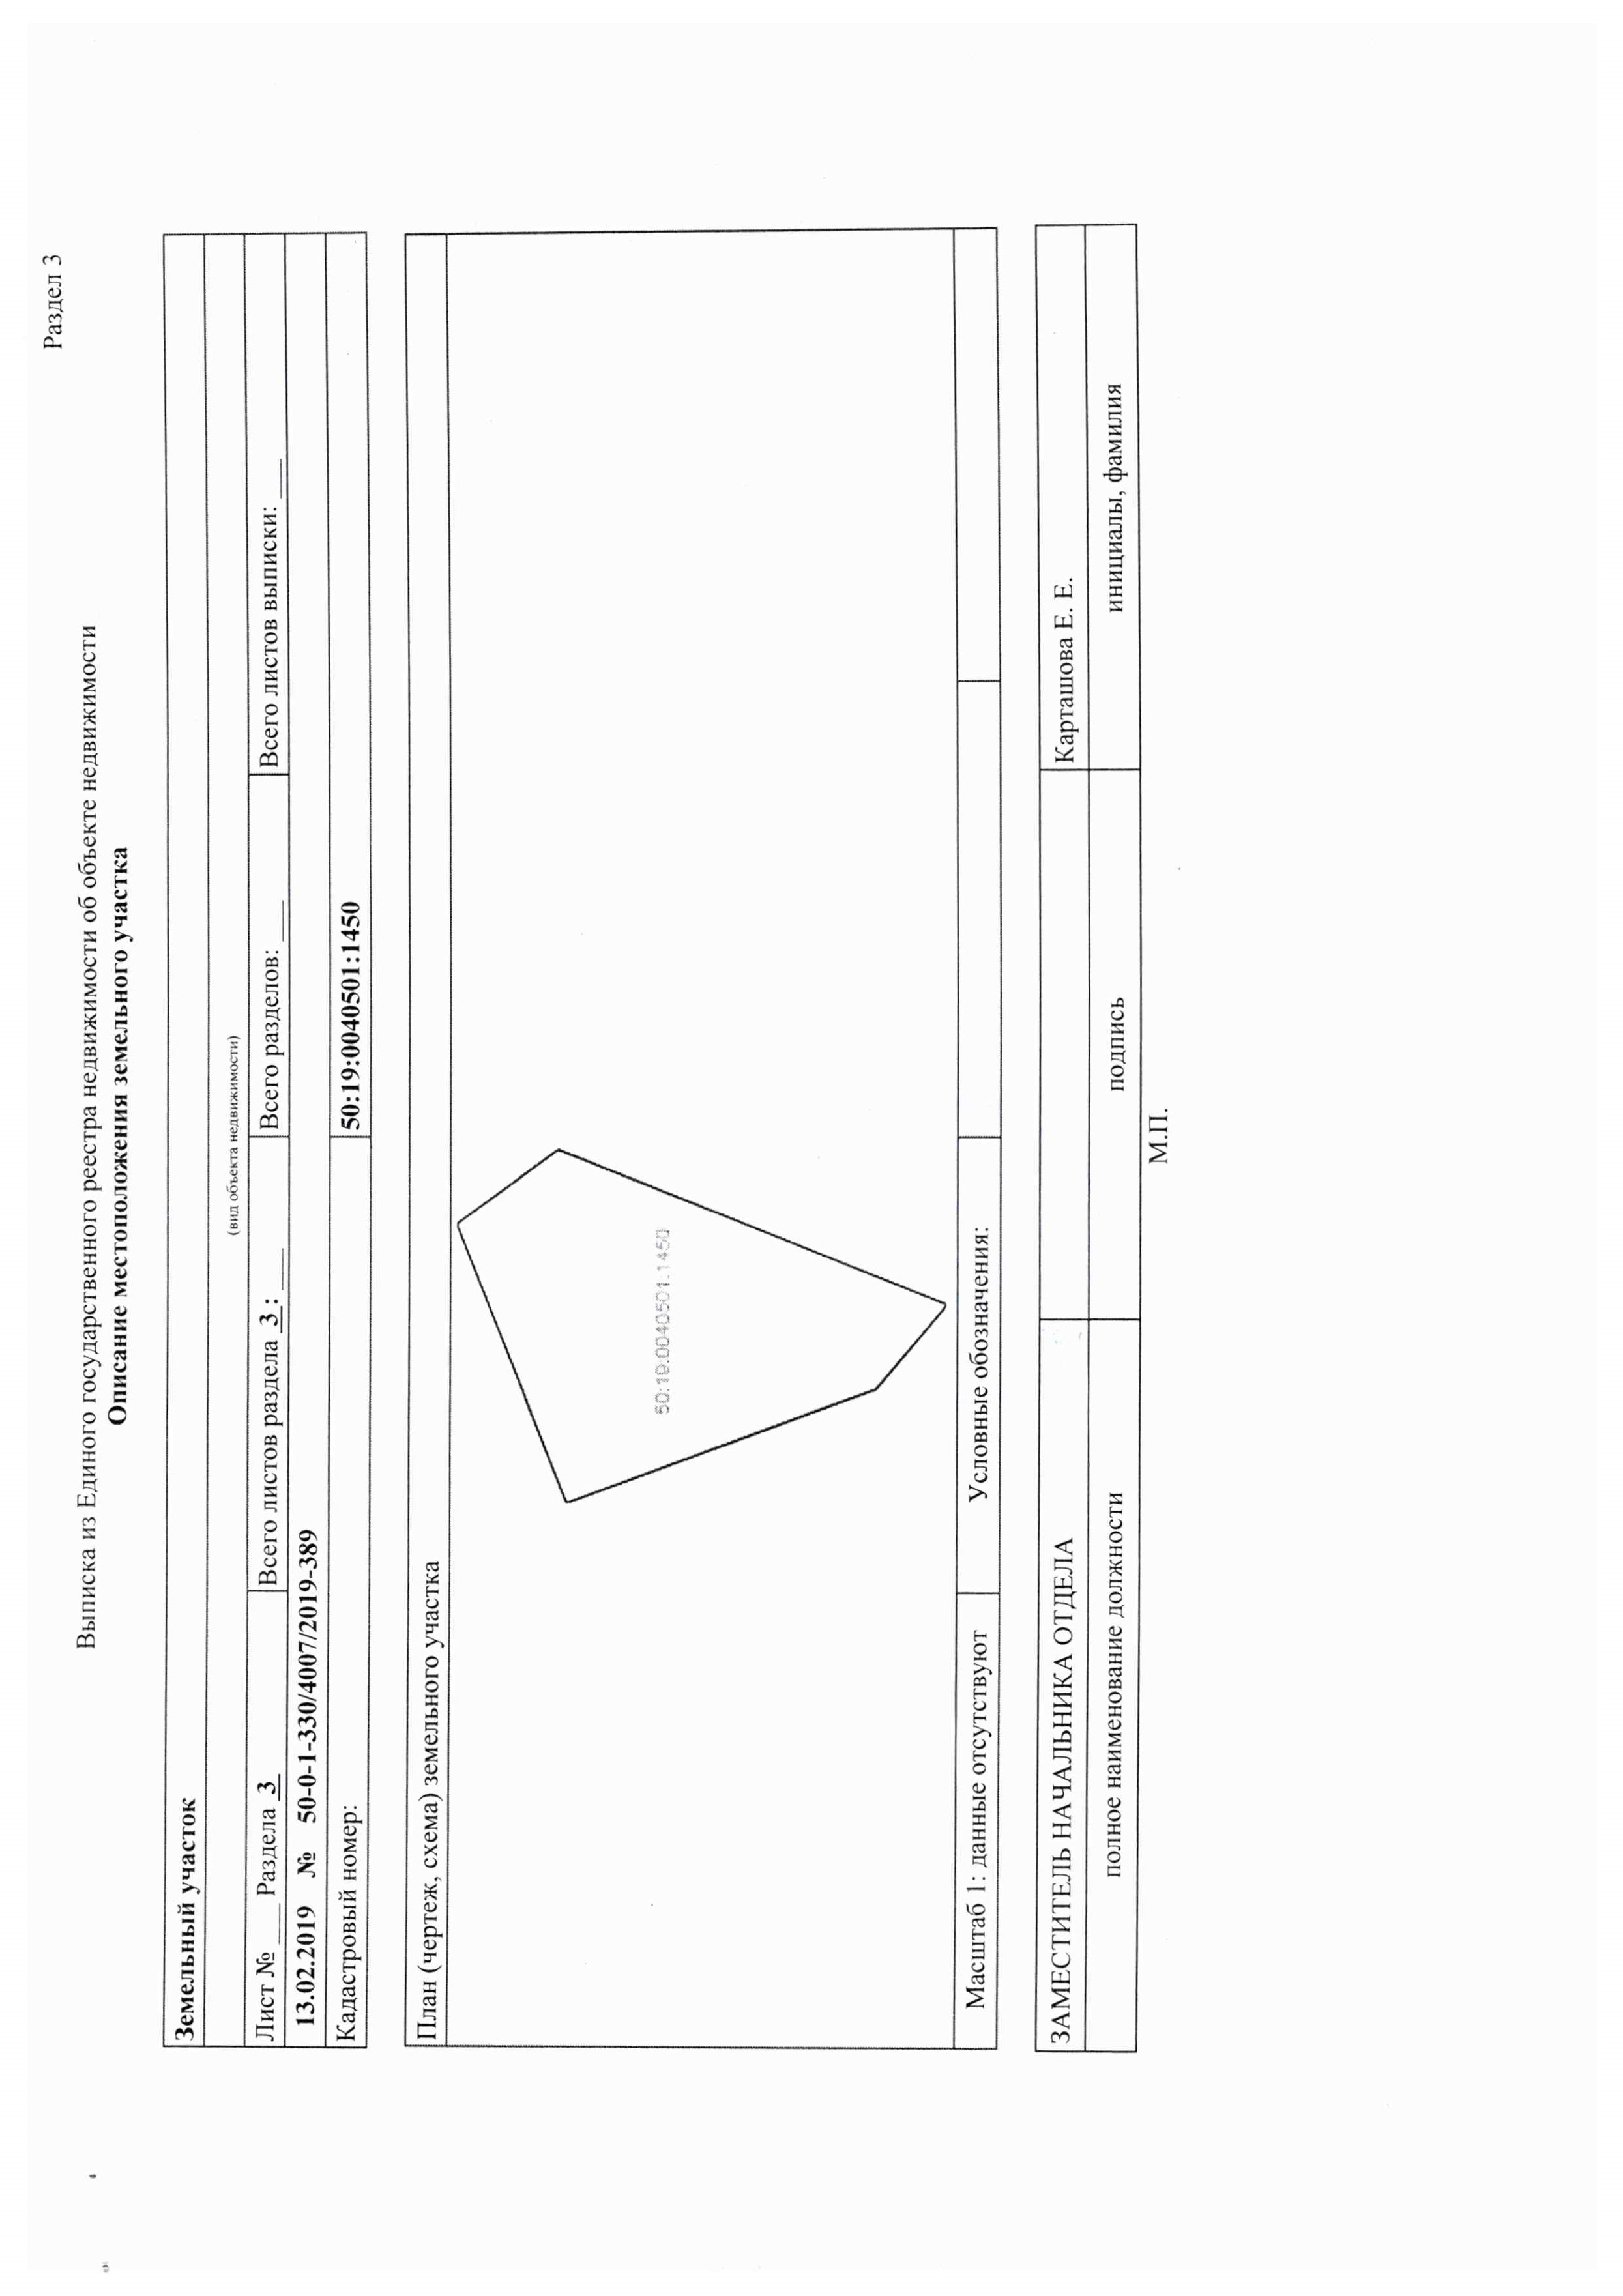 Раздел 3
Выписка из Единого государственного реестра недвижимости об объекте недвижимости
Описание местоположения земельного участка
Земельный участок
(вид объекта недвижимости)
Лист № ___ Раздела 3 Всего листов раздела 3 : ___ Всего разделов: ___ Всего листов выписки: ___
13.02.2019 № 50-0-1-330/4007/2019-389
Кадастровый номер: 50:19:0040501:1450
План (чертеж, схема) земельного участка
50:19:0040501:1450
Масштаб 1: данные отсутствуют Условные обозначения:
ЗАМЕСТИТЕЛЬ НАЧАЛЬНИКА ОТДЕЛА Карташова Е. Е.
полное наименование должности подпись инициалы, фамилия
М.П.